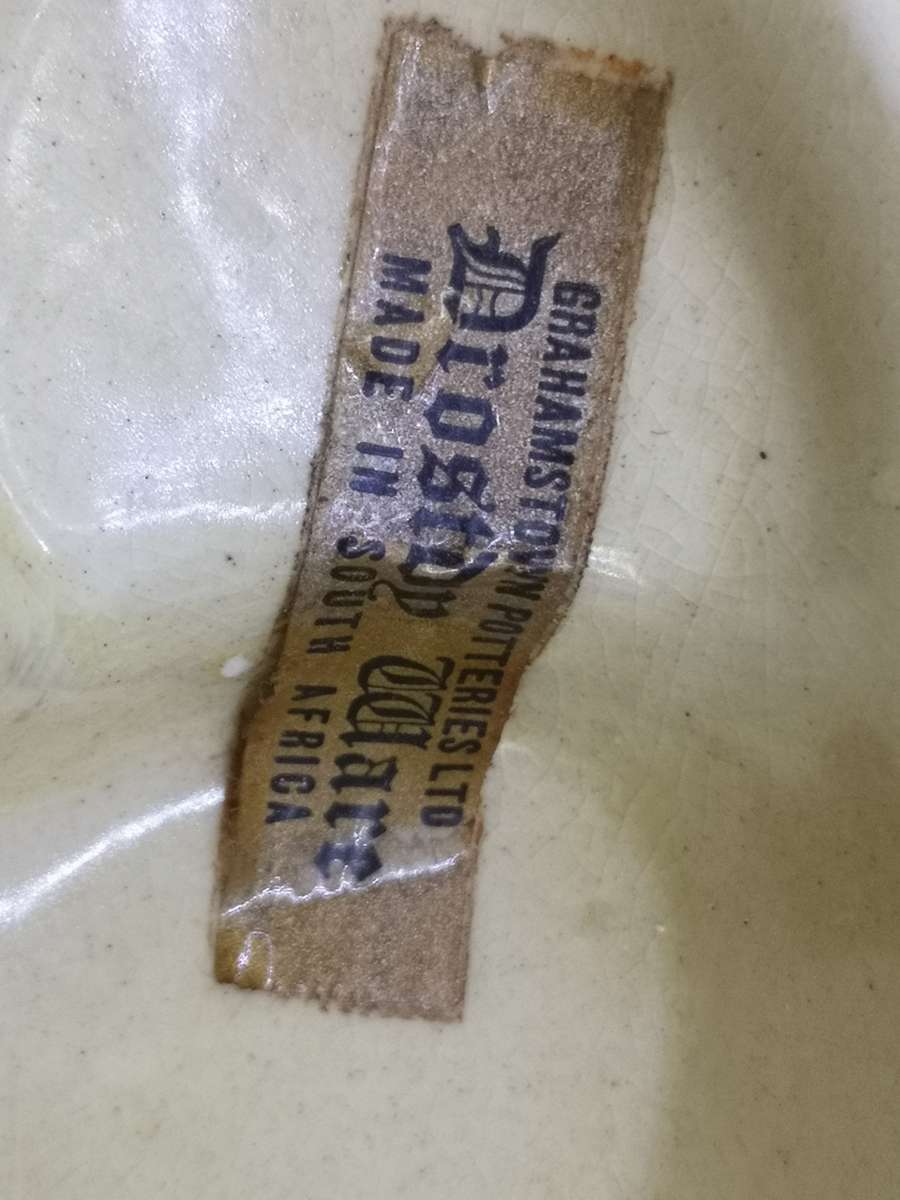 GRAHAMSTOWN POTTERIES LTD
Drostdy Ware
MADE IN SOUTH AFRICA